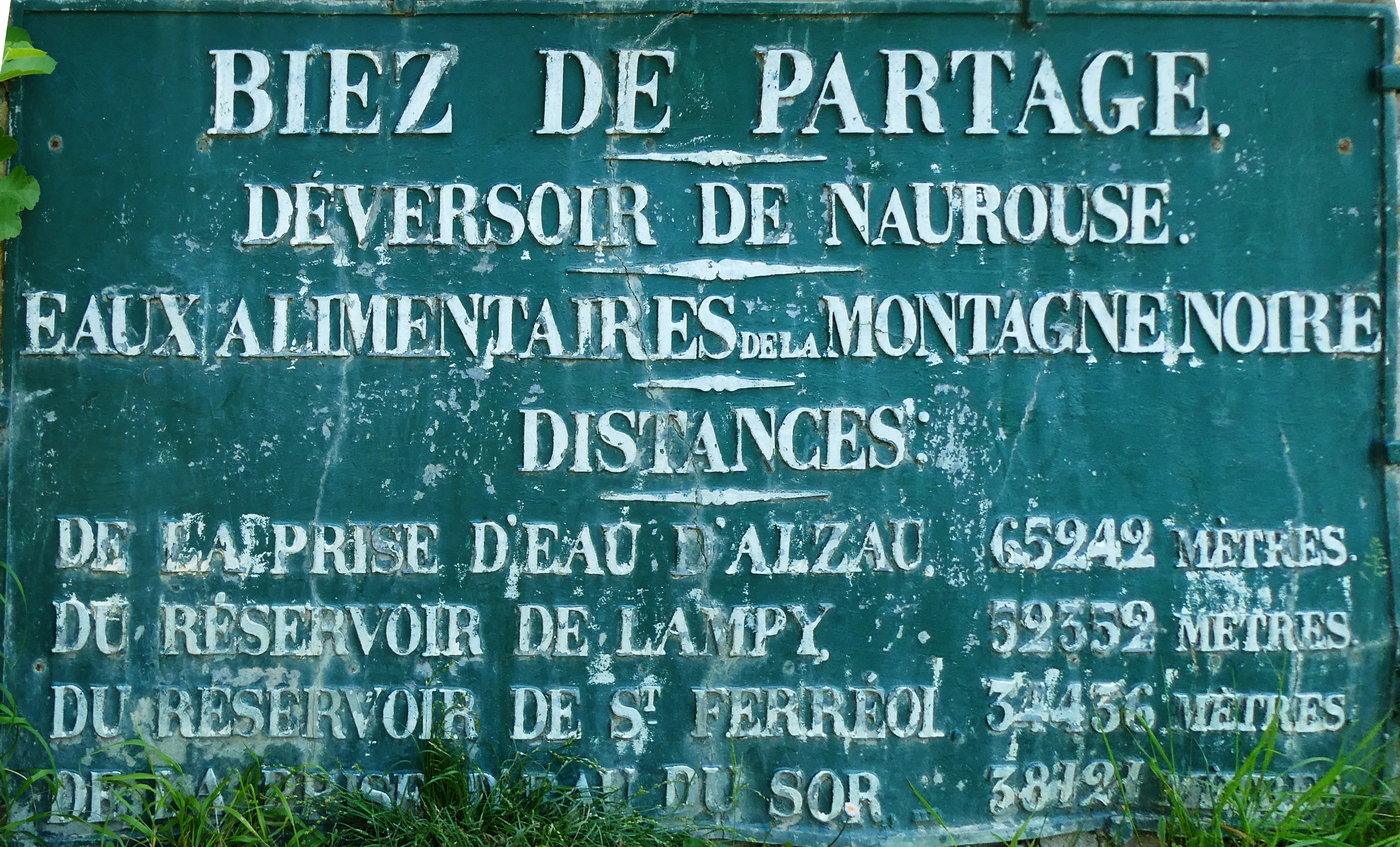 BIEZ DE PARTAGE.
DÉVERSOIR DE NAUROUSE.
EAUX ALIMENTAIRES DE LA MONTAGNE NOIRE
DISTANCES:
DE LA PRISE D'EAU D'ALZAU. 65242 MÈTRES.
DU RÉSERVOIR DE LAMPY, 52352 MÈTRES.
DU RÉSERVOIR DE ST FERRÉOL 34436 MÈTRES.
DE LA PRISE D'EAU DU SOR MÈTRES